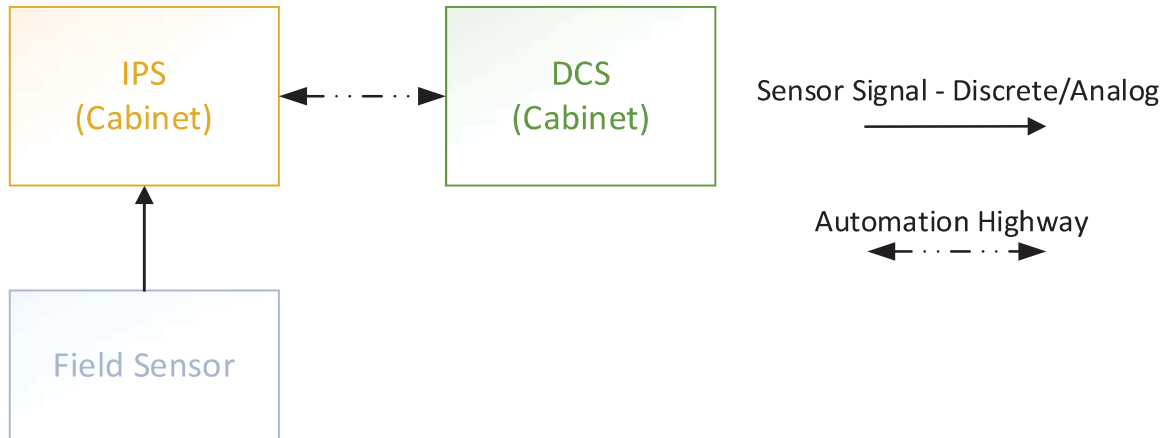 IPS
(Cabinet)
DCS
(Cabinet)
Sensor Signal - Discrete/Analog
Automation Highway
Field Sensor